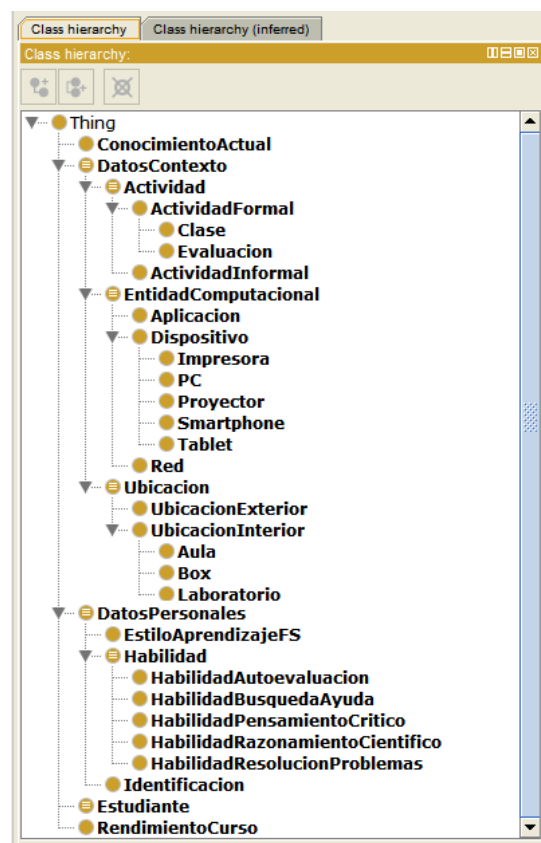 Class hierarchy Class hierarchy (inferred)
Class hierarchy:
Thing
ConocimientoActual
DatosContexto
Actividad
ActividadFormal
Clase
Evaluacion
ActividadInformal
EntidadComputacional
Aplicacion
Dispositivo
Impresora
PC
Proyector
Smartphone
Tablet
Red
Ubicacion
UbicacionExterior
UbicacionInterior
Aula
Box
Laboratorio
DatosPersonales
EstiloAprendizajeFS
Habilidad
HabilidadAutoevaluacion
HabilidadBusquedaAyuda
HabilidadPensamientoCritico
HabilidadRazonamientoCientifico
HabilidadResolucionProblemas
Identificacion
Estudiante
RendimientoCurso